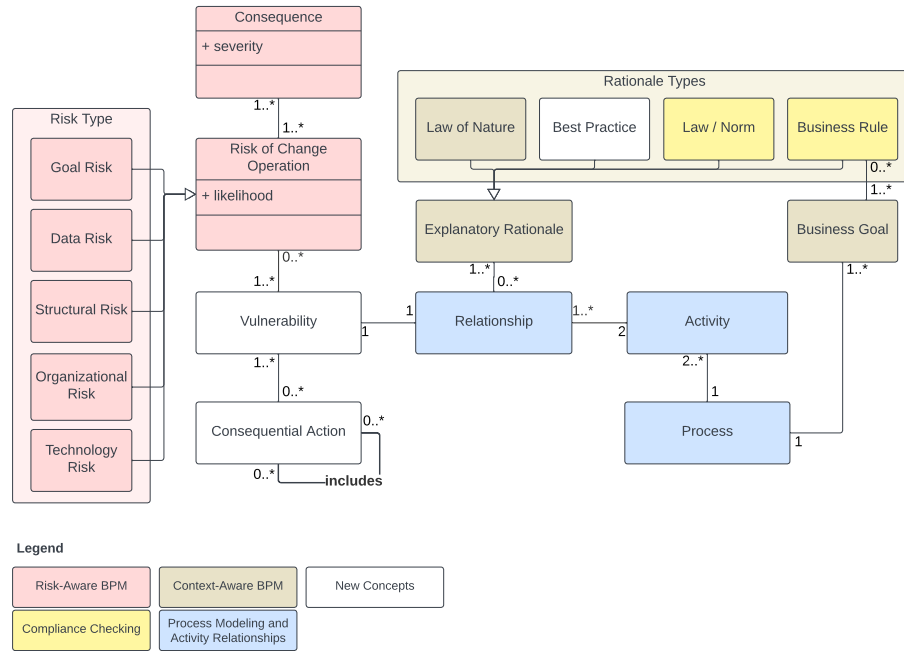 Consequence
+ severity
1..*
1..*
Risk of Change
Operation
+ likelihood
0..*
1..*
Risk Type
Goal Risk
Data Risk
Structural Risk
Organizational
Risk
Technology
Risk
Rationale Types
Law of Nature
Best Practice
Law / Norm
Business Rule
0..*
1..*
Explanatory Rationale
Business Goal
1..*
0..*
1..*
Vulnerability
1
1
Relationship
1..*
2
Activity
1..*
0..*
2..*
1
Consequential Action
0..*
0..*
includes
Process
1
Legend
Risk-Aware BPM
Context-Aware BPM
New Concepts
Compliance Checking
Process Modeling and
Activity Relationships